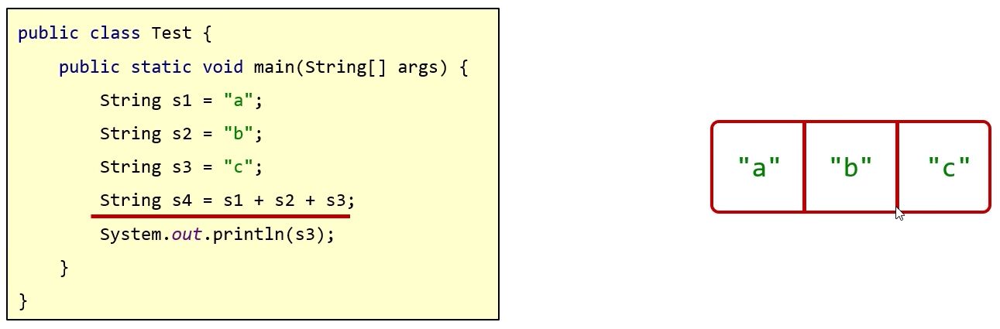 public class Test {
    public static void main(String[] args) {
        String s1 = "a";
        String s2 = "b";
        String s3 = "c";
        String s4 = s1 + s2 + s3;
        System.out.println(s3);
    }
}
"a" "b" "c"